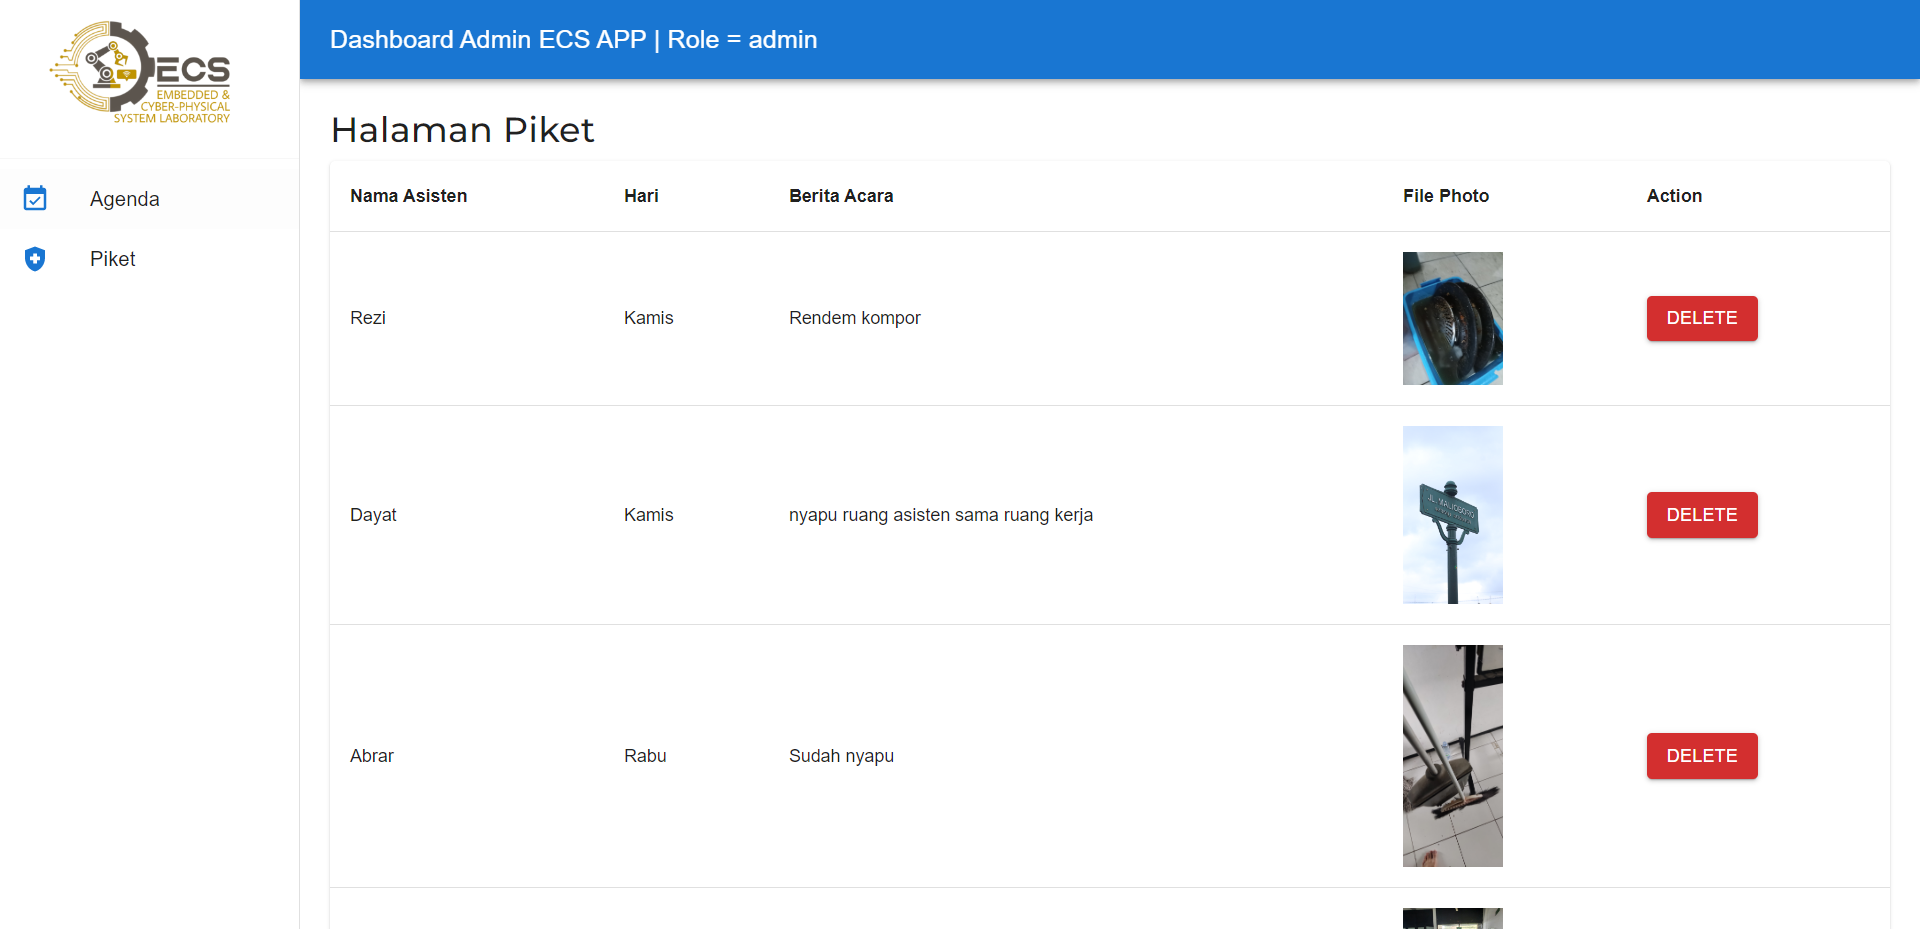 ECS
EMBEDDED &
CYBER-PHYSICAL
SYSTEM LABORATORY
Dashboard Admin ECS APP | Role = admin
Agenda
Piket
Halaman Piket
Nama Asisten Hari Berita Acara File Photo Action
Rezi Kamis Rendem kompor DELETE
Dayat Kamis nyapu ruang asisten sama ruang kerja DELETE
JL. MALIOBORO
Abrar Rabu Sudah nyapu DELETE